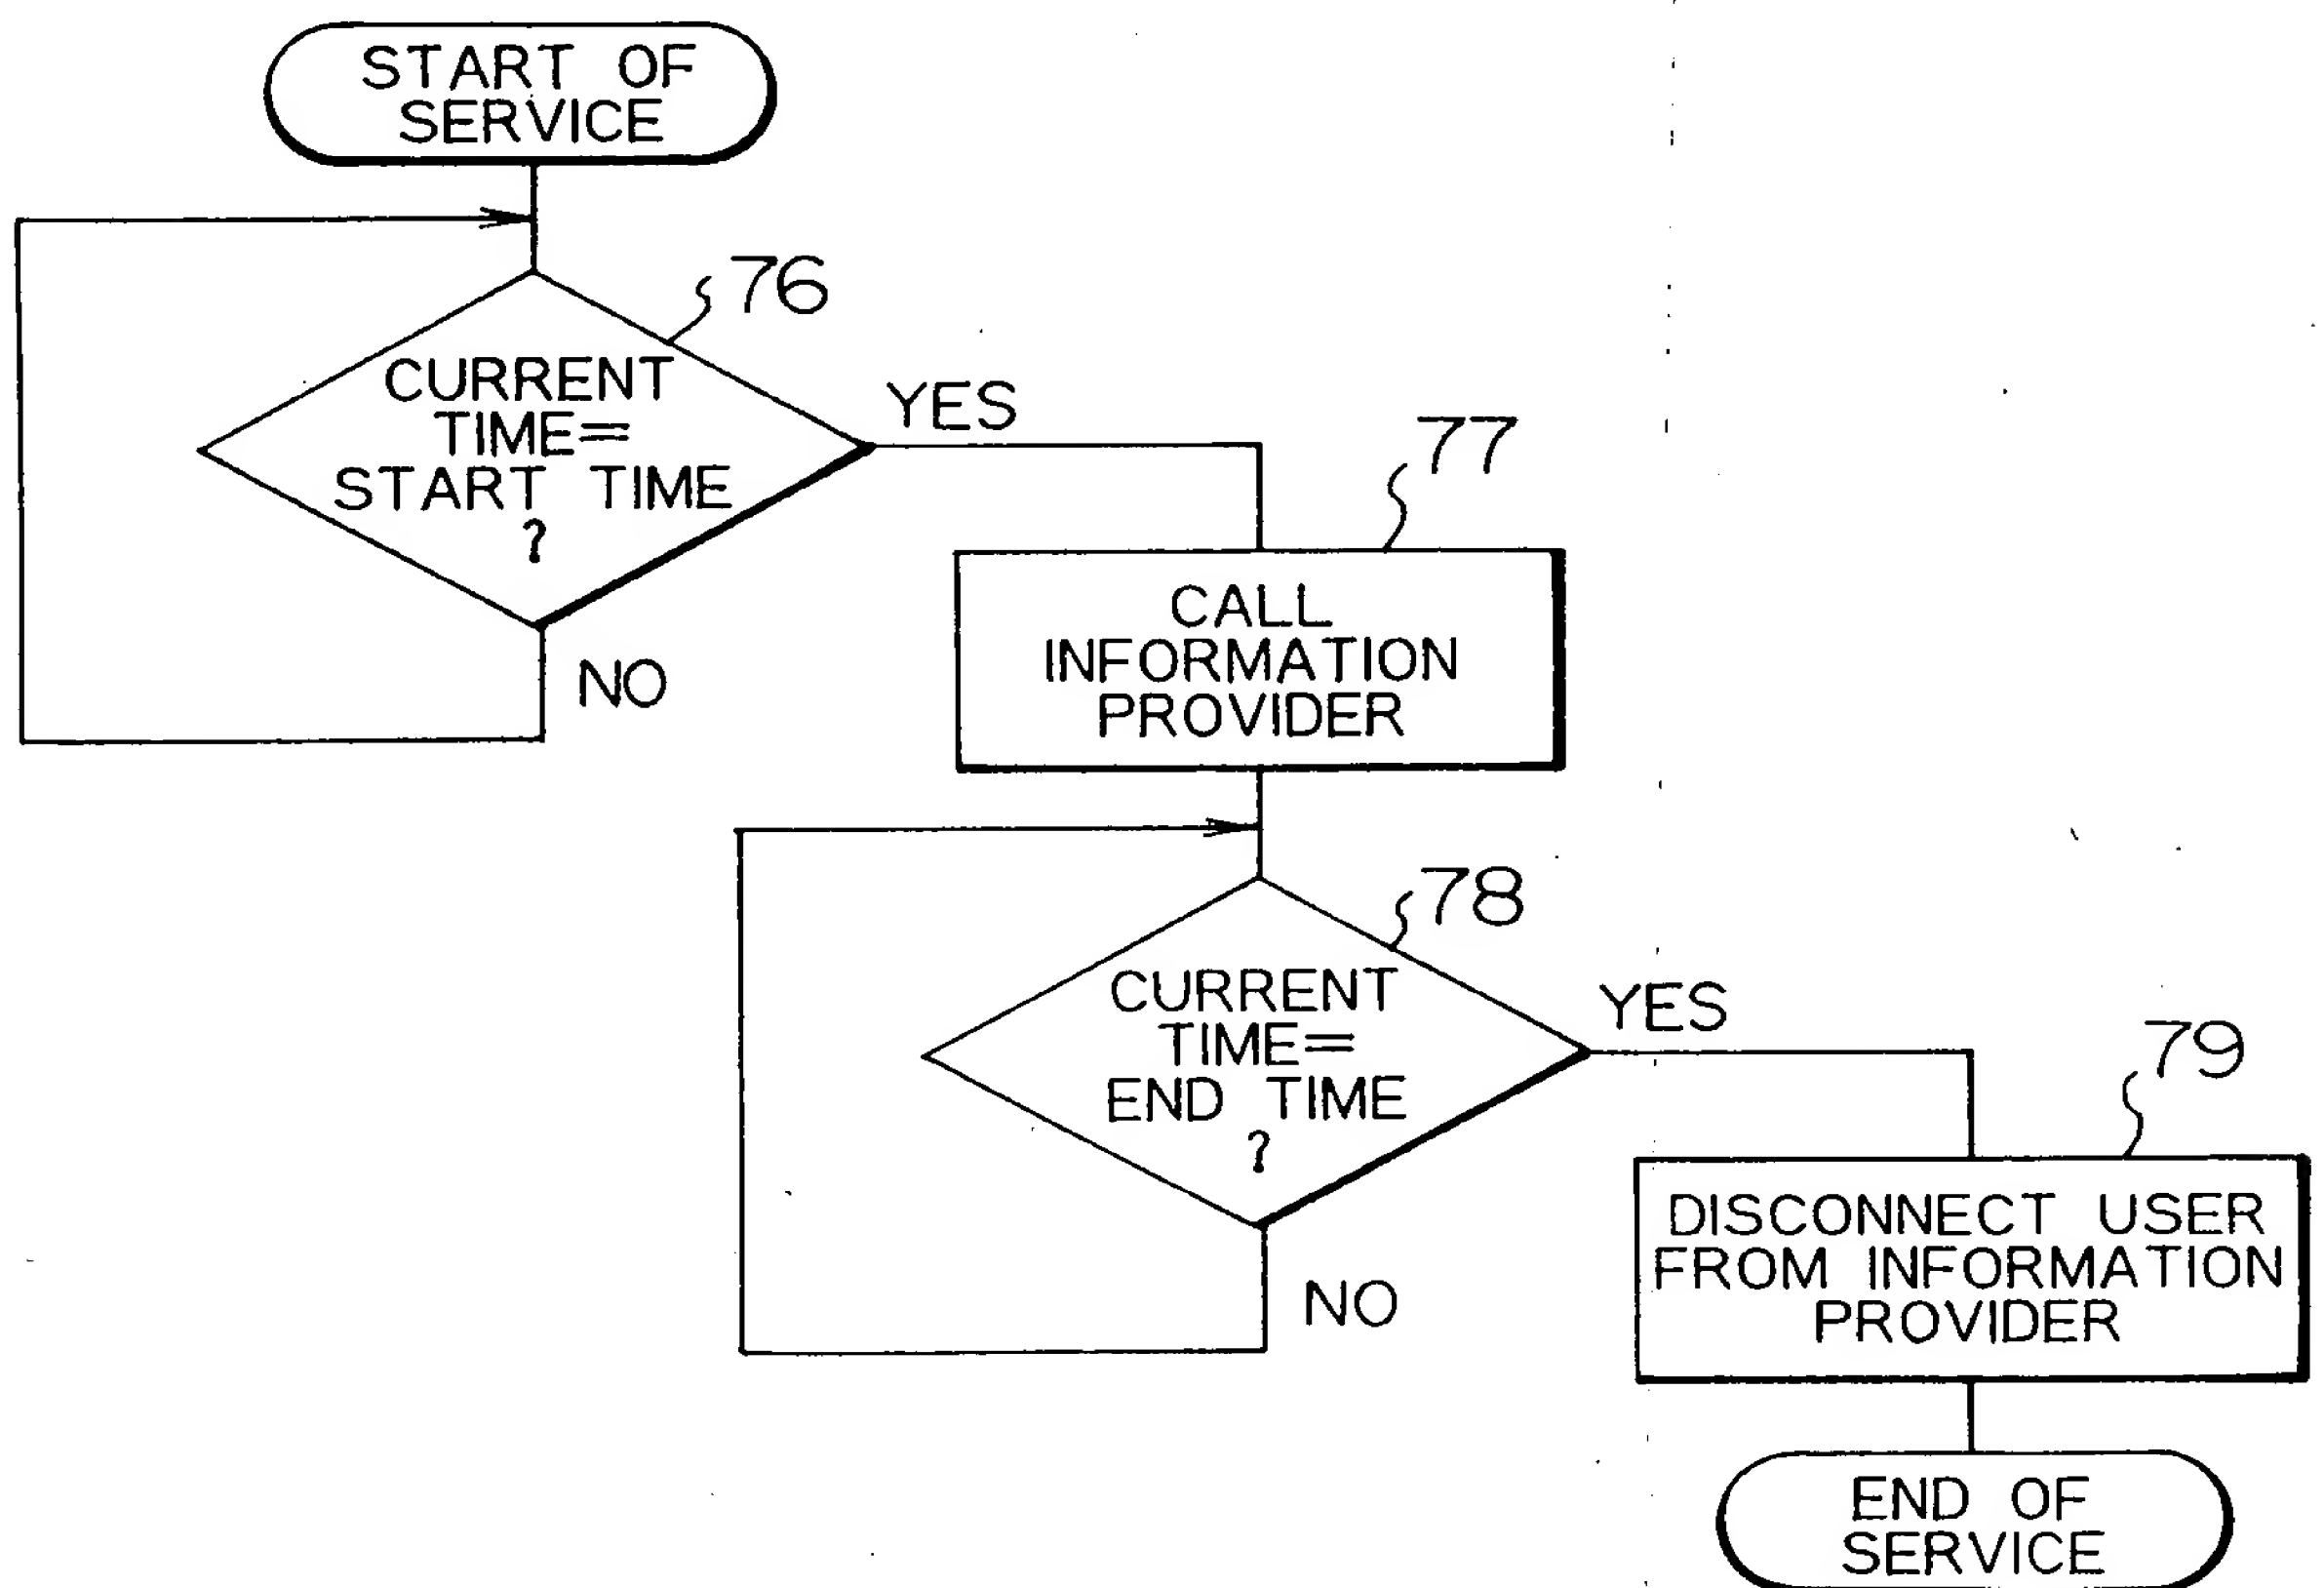 START OF
SERVICE
76
CURRENT
TIME=
START TIME
?
YES
NO
77
CALL
INFORMATION
PROVIDER
78
CURRENT
TIME=
END TIME
?
YES
NO
79
DISCONNECT USER
FROM INFORMATION
PROVIDER
END OF
SERVICE